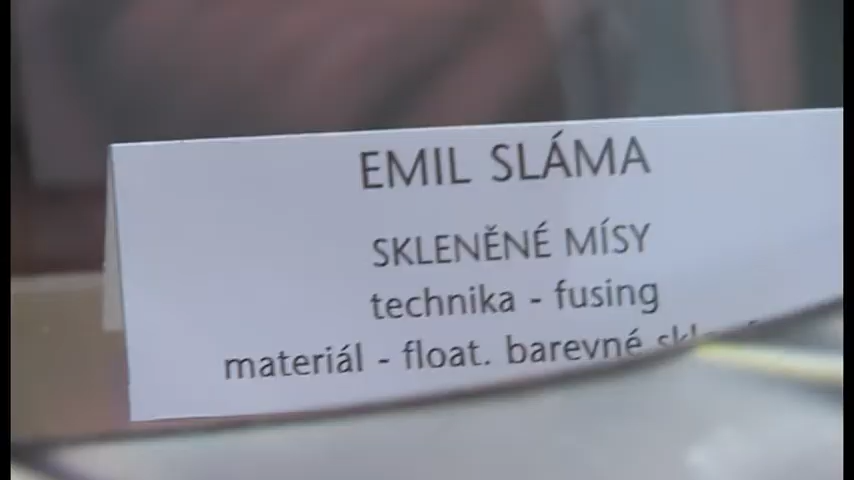 EMIL SLÁMA
SKLENĚNÉ MÍSY
technika - fusing
materiál - float. barevné